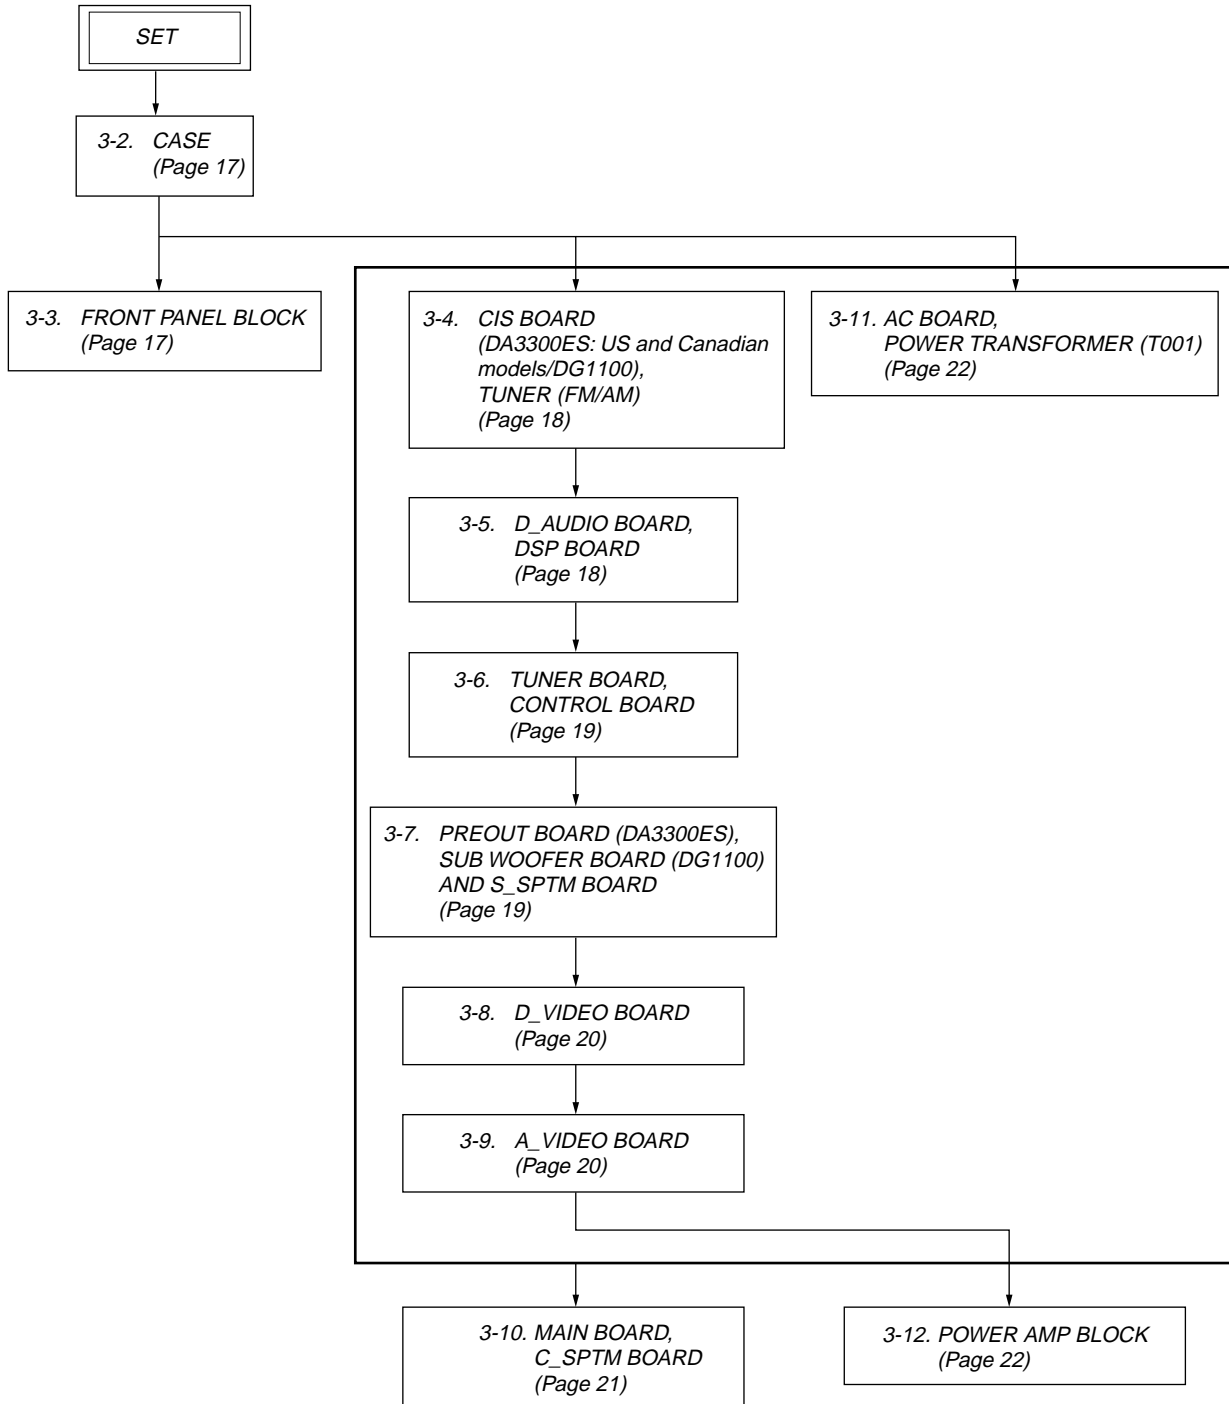 SET
3-2. CASE
(Page 17)
3-3. FRONT PANEL BLOCK
(Page 17)
3-4. CIS BOARD
(DA3300ES: US and Canadian
models/DG1100),
TUNER (FM/AM)
(Page 18)
3-11. AC BOARD,
POWER TRANSFORMER (T001)
(Page 22)
3-5. D_AUDIO BOARD,
DSP BOARD
(Page 18)
3-6. TUNER BOARD,
CONTROL BOARD
(Page 19)
3-7. PREOUT BOARD (DA3300ES),
SUB WOOFER BOARD (DG1100)
AND S_SPTM BOARD
(Page 19)
3-8. D_VIDEO BOARD
(Page 20)
3-9. A_VIDEO BOARD
(Page 20)
3-10. MAIN BOARD,
C_SPTM BOARD
(Page 21)
3-12. POWER AMP BLOCK
(Page 22)